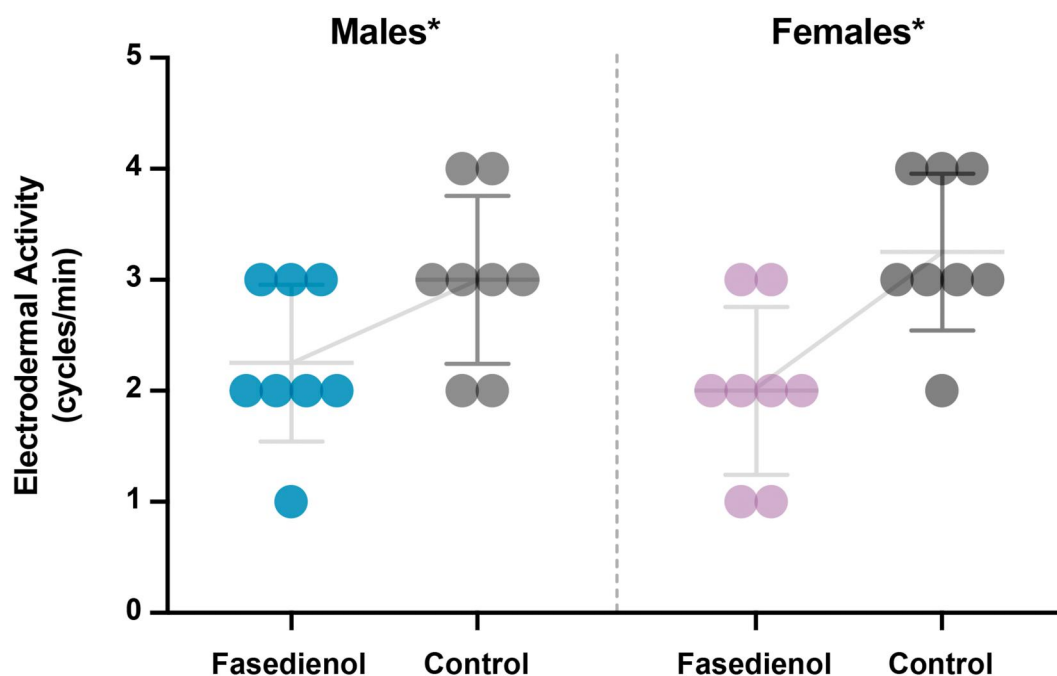 Males*
Females*
Electrodermal Activity
(cycles/min)
5
4
3
2
1
0
Fasedienol
Control
Fasedienol
Control